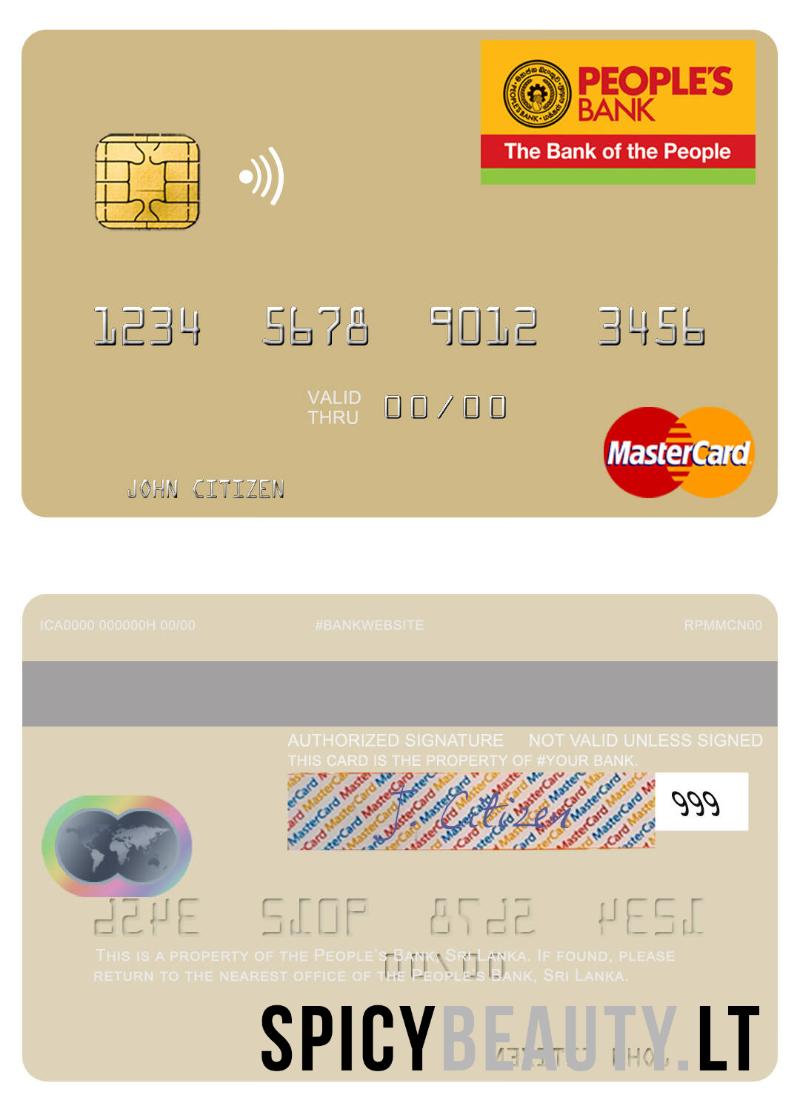 PEOPLE'S
BANK
The Bank of the People
1234 5678 9012 3456
VALID
THRU
00/00
MasterCard
JOHN CITIZEN
ICA0000 000000H 00/00 #BANKWEBSITE RPMMCN00
AUTHORIZED SIGNATURE NOT VALID UNLESS SIGNED
THIS CARD IS THE PROPERTY OF #YOUR BANK.
J Citizen
999
THIS IS A PROPERTY OF THE PEOPLE'S BANK, SRI LANKA. IF FOUND, PLEASE
RETURN TO THE NEAREST OFFICE OF THE PEOPLE'S BANK, SRI LANKA.
SPICYBEAUTY.LT